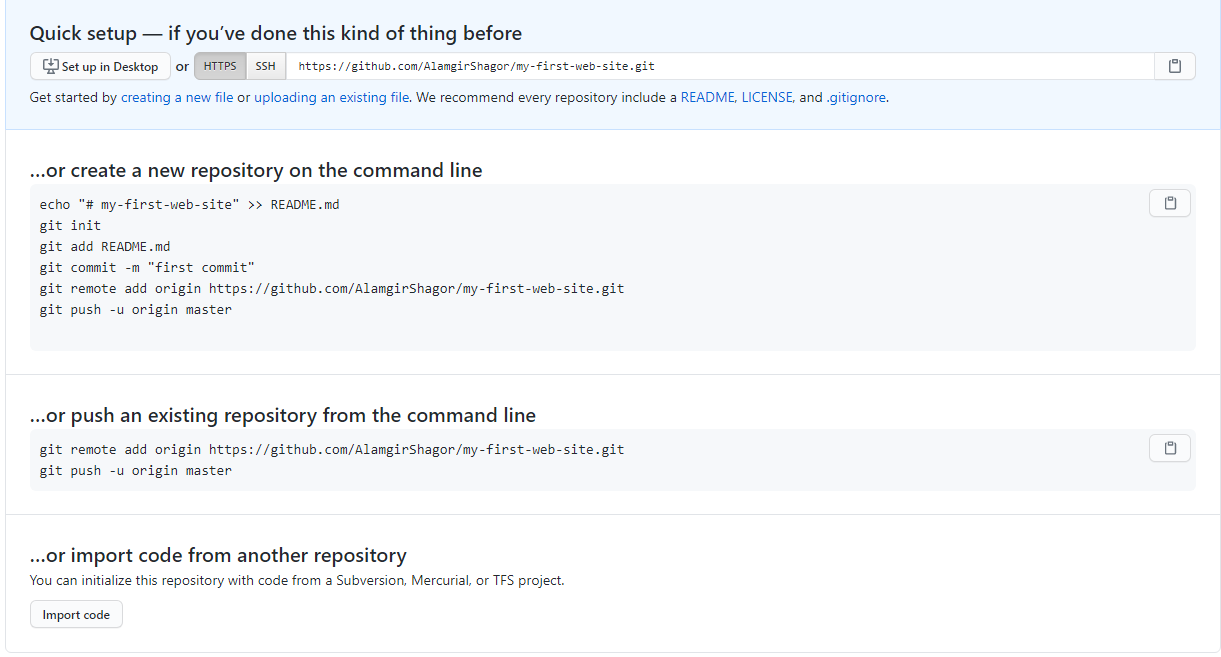 Quick setup — if you’ve done this kind of thing before
Set up in Desktop or HTTPS SSH https://github.com/AlamgirShagor/my-first-web-site.git
Get started by creating a new file or uploading an existing file. We recommend every repository include a README, LICENSE, and .gitignore.
…or create a new repository on the command line
echo "# my-first-web-site" >> README.md
git init
git add README.md
git commit -m "first commit"
git remote add origin https://github.com/AlamgirShagor/my-first-web-site.git
git push -u origin master
…or push an existing repository from the command line
git remote add origin https://github.com/AlamgirShagor/my-first-web-site.git
git push -u origin master
…or import code from another repository
You can initialize this repository with code from a Subversion, Mercurial, or TFS project.
Import code